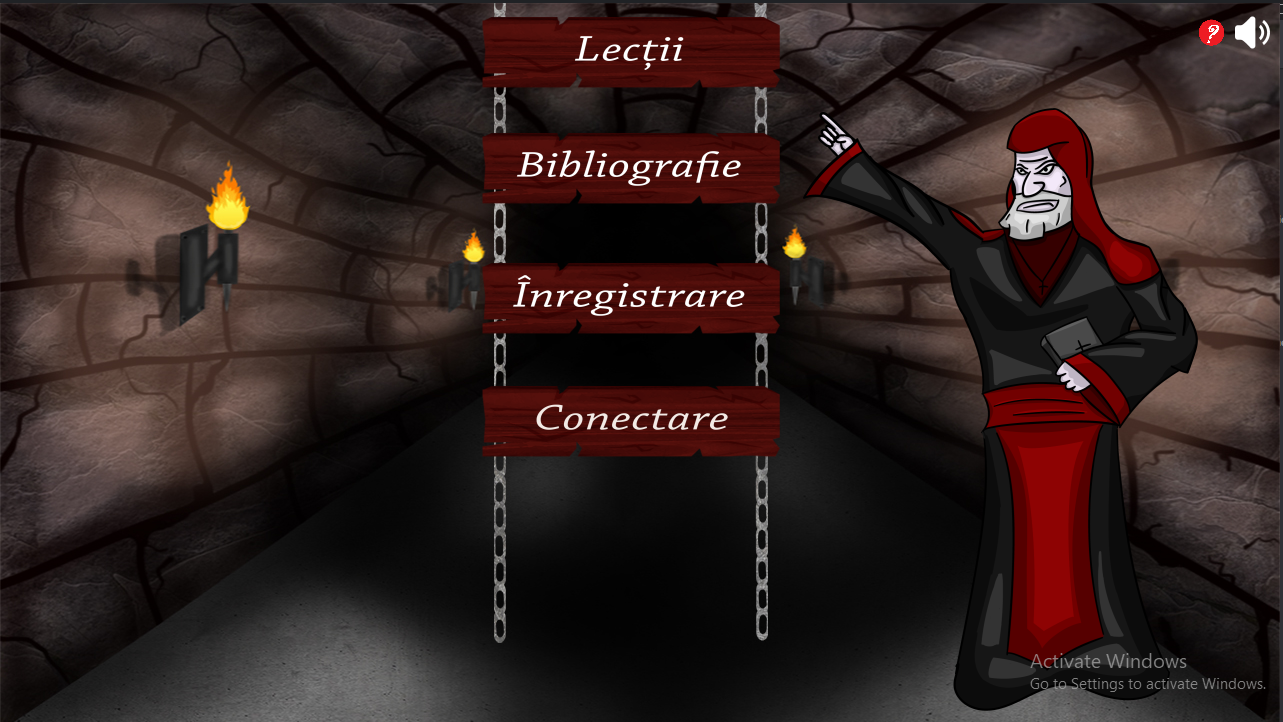 Lecții
?
Bibliografie
Înregistrare
Conectare
Activate Windows
Go to Settings to activate Windows.